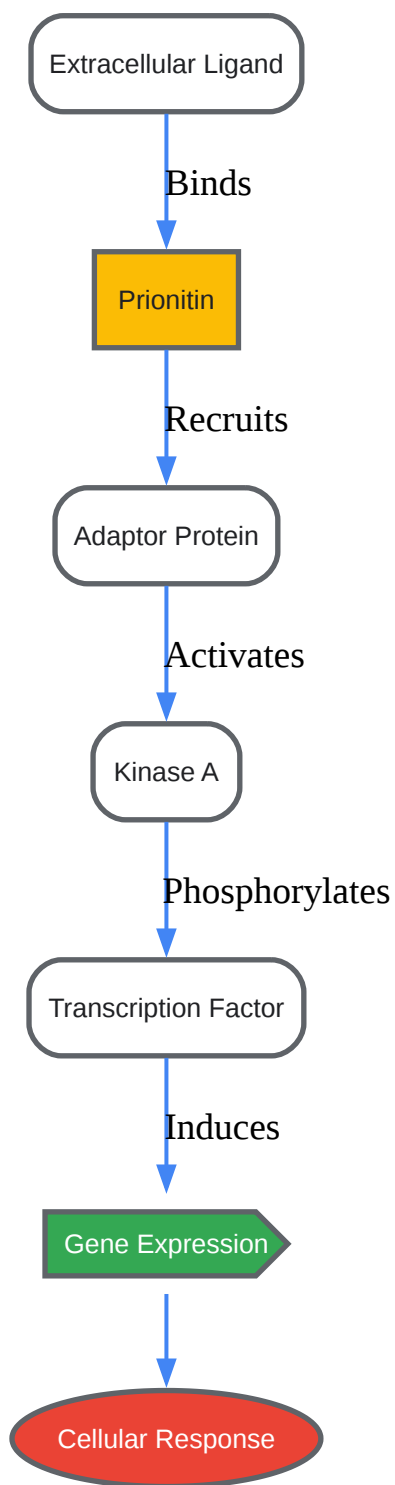 Extracellular Ligand
Binds
Prionitin
Recruits
Adaptor Protein
Activates
Kinase A
Phosphorylates
Transcription Factor
Induces
Gene Expression
Cellular Response